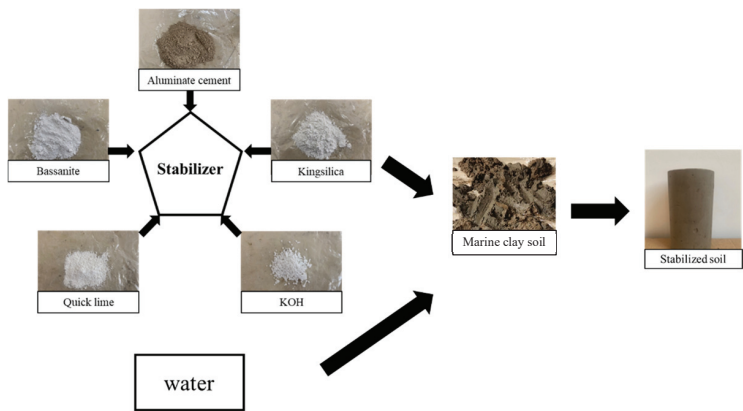 Aluminate cement
Bassanite
Stabilizer
Kingsilica
Quick lime
KOH
water
Marine clay soil
Stabilized soil